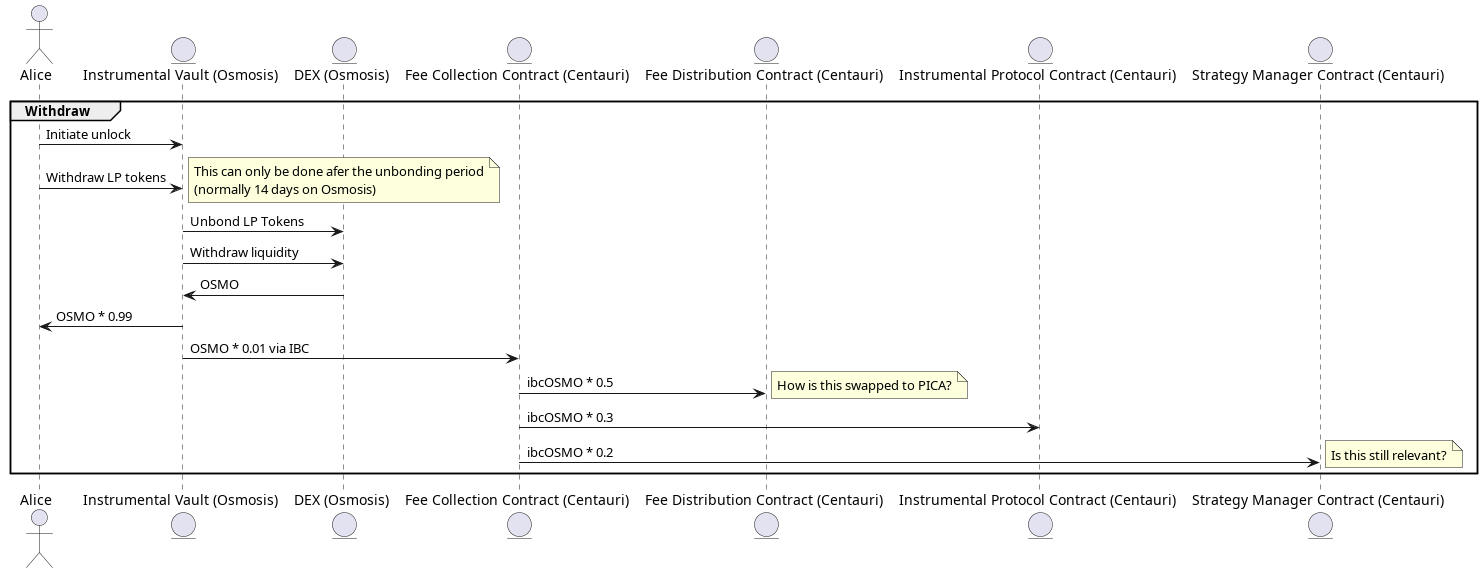 Alice
Instrumental Vault (Osmosis)
DEX (Osmosis)
Fee Collection Contract (Centauri)
Fee Distribution Contract (Centauri)
Instrumental Protocol Contract (Centauri)
Strategy Manager Contract (Centauri)
Withdraw
Initiate unlock
Withdraw LP tokens
This can only be done afer the unbonding period
(normally 14 days on Osmosis)
Unbond LP Tokens
Withdraw liquidity
OSMO
OSMO * 0.99
OSMO * 0.01 via IBC
ibcOSMO * 0.5
How is this swapped to PICA?
ibcOSMO * 0.3
ibcOSMO * 0.2
Is this still relevant?
Alice
Instrumental Vault (Osmosis)
DEX (Osmosis)
Fee Collection Contract (Centauri)
Fee Distribution Contract (Centauri)
Instrumental Protocol Contract (Centauri)
Strategy Manager Contract (Centauri)